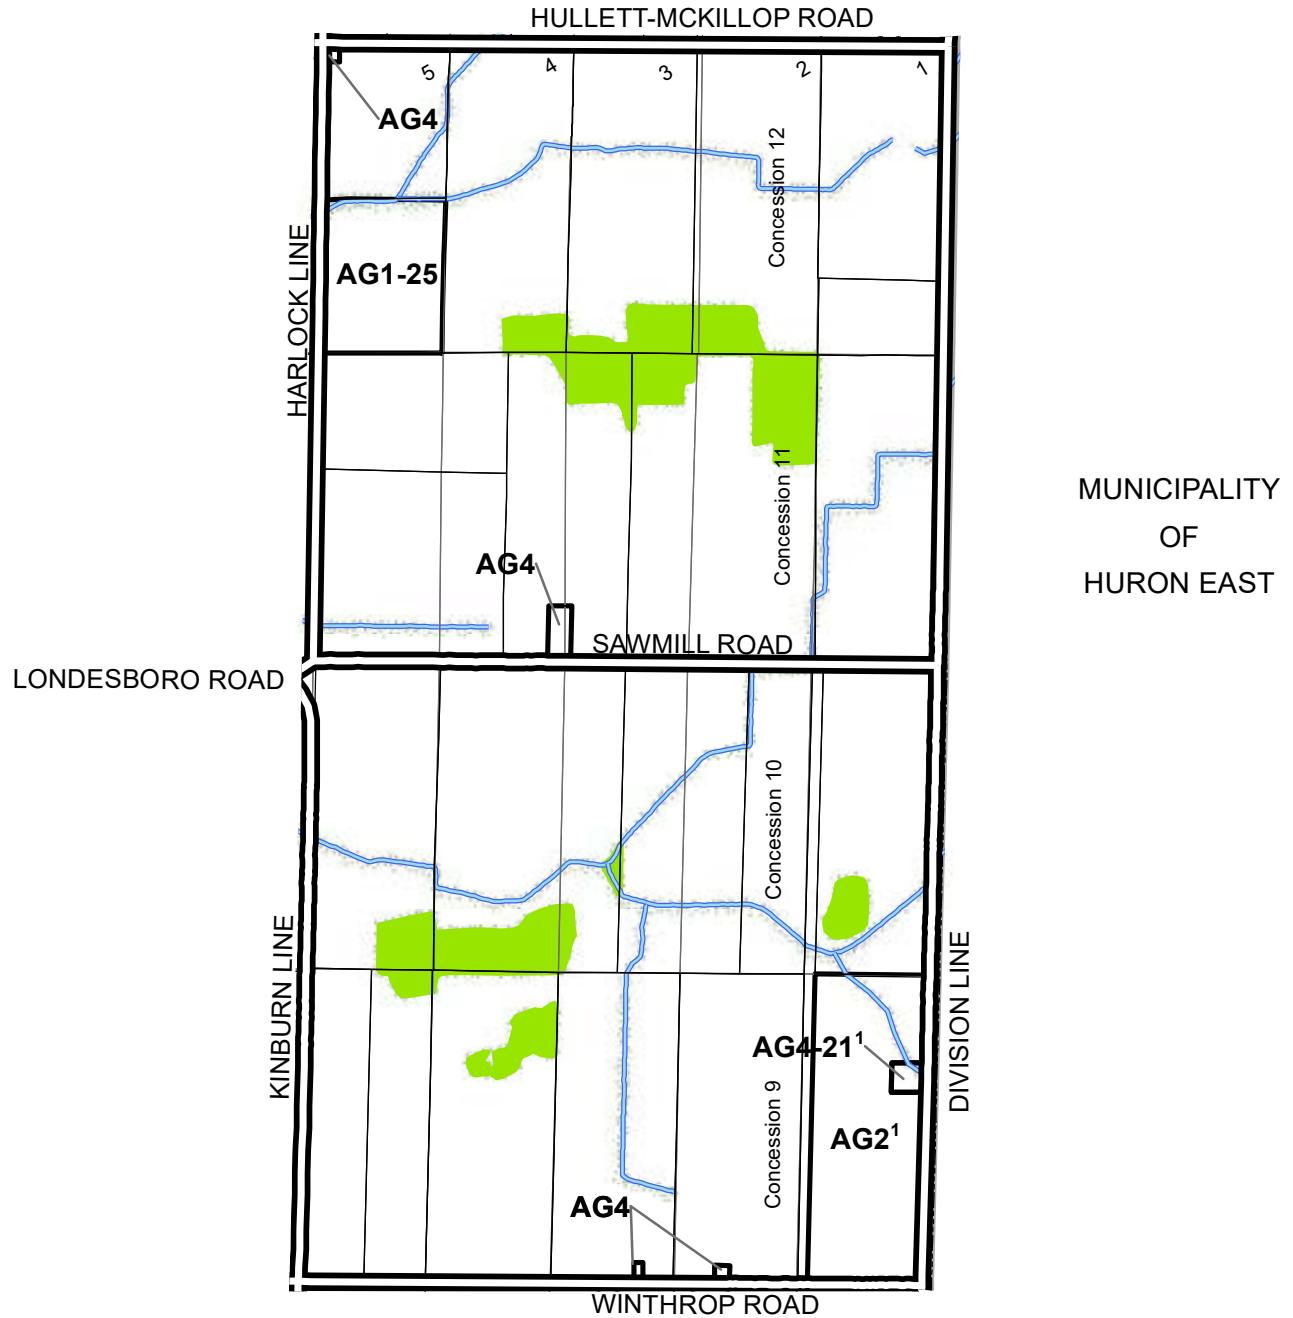 HULLETT-MCKILLOP ROAD
5
4
3
2
1
AG4
Concession 12
HARLOCK LINE
AG1-25
MUNICIPALITY
OF
HURON EAST
Concession 11
AG4
SAWMILL ROAD
LONDESBORO ROAD
Concession 10
KINBURN LINE
DIVISION LINE
AG4-21¹
Concession 9
AG2¹
AG4
WINTHROP ROAD